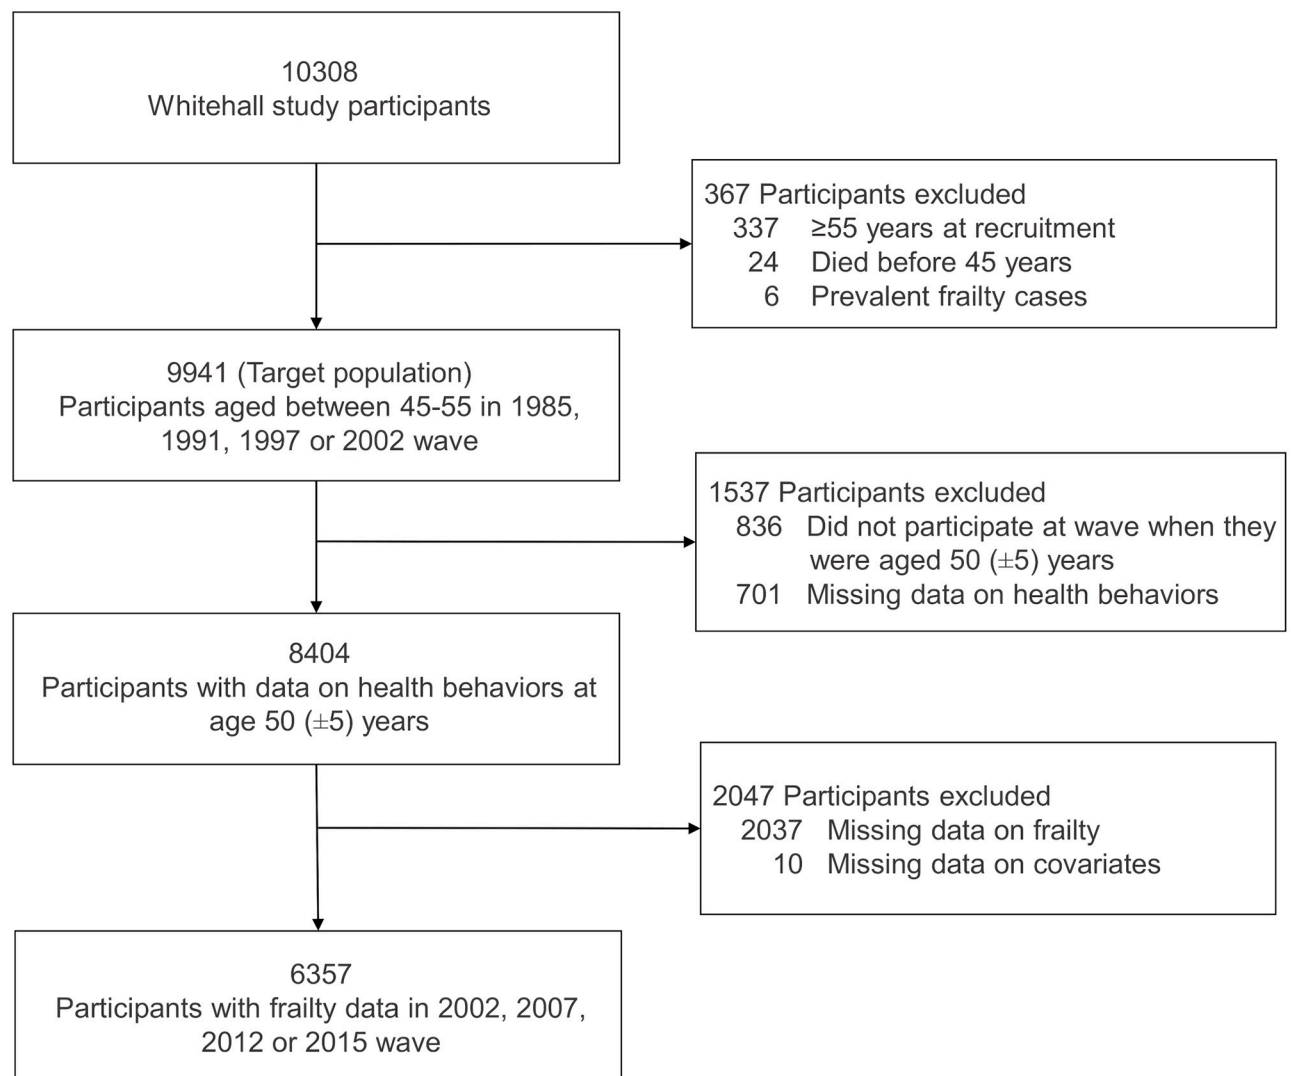 10308
Whitehall study participants
367 Participants excluded
337 ≥55 years at recruitment
24 Died before 45 years
6 Prevalent frailty cases
9941 (Target population)
Participants aged between 45-55 in 1985,
1991, 1997 or 2002 wave
1537 Participants excluded
836 Did not participate at wave when they
were aged 50 (±5) years
701 Missing data on health behaviors
8404
Participants with data on health behaviors at
age 50 (±5) years
2047 Participants excluded
2037 Missing data on frailty
10 Missing data on covariates
6357
Participants with frailty data in 2002, 2007,
2012 or 2015 wave